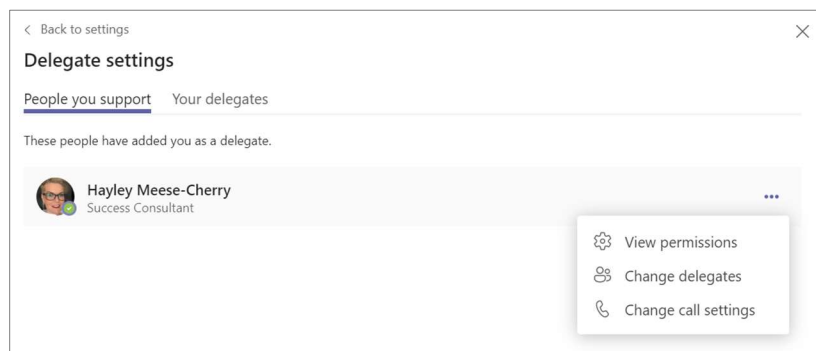 Back to settings
Delegate settings
People you support Your delegates
These people have added you as a delegate.
Hayley Meese-Cherry
Success Consultant
View permissions
Change delegates
Change call settings